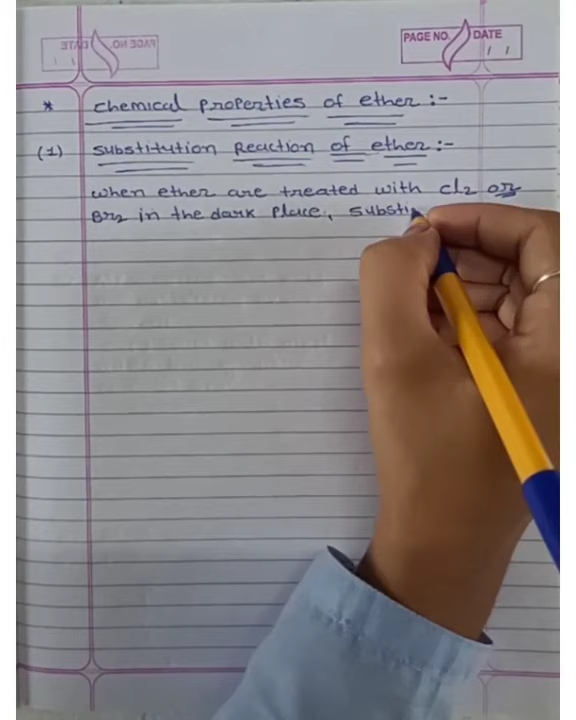 PAGE NO. DATE
/ /
* chemical properties of ether :-
(1) substitution Reaction of ether :-
when ether are treated with cl2 or
Br2 in the dark place, substi